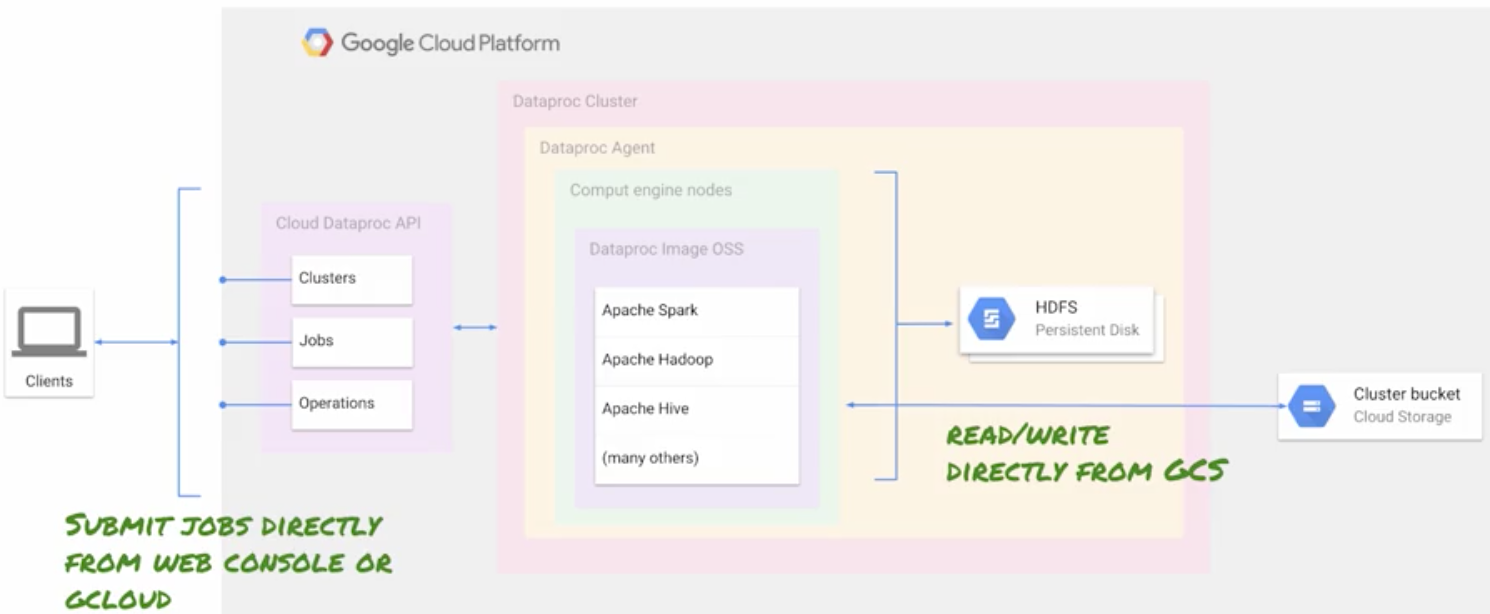 Google Cloud Platform
Dataproc Cluster
Dataproc Agent
Comput engine nodes
Cloud Dataproc API
Dataproc Image OSS
Clusters
Jobs
Operations
Clients
Apache Spark
Apache Hadoop
Apache Hive
(many others)
HDFS
Persistent Disk
Cluster bucket
Cloud Storage
READ/WRITE
DIRECTLY FROM GCS
SUBMIT JOBS DIRECTLY
FROM WEB CONSOLE OR
GCLOUD